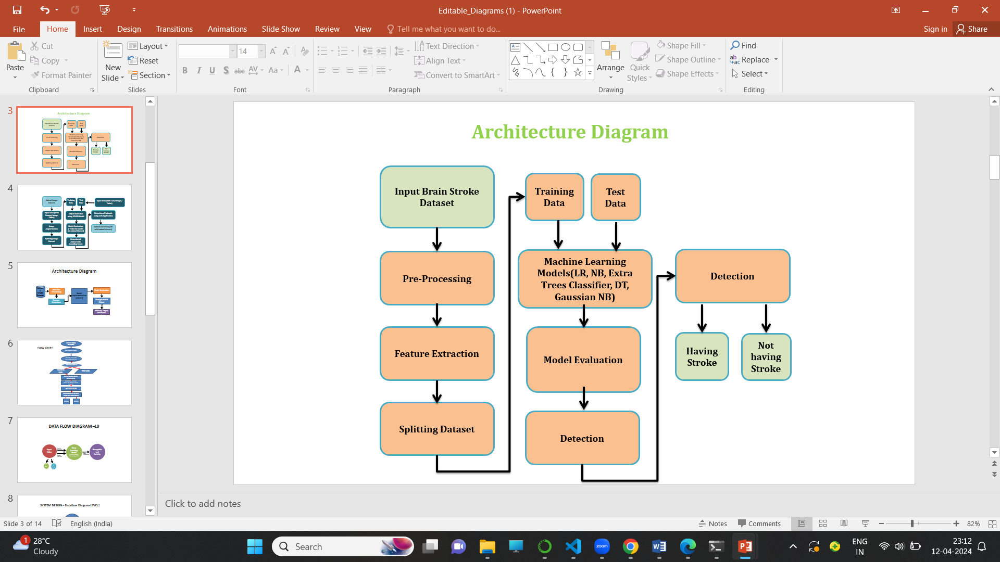 Editable_Diagrams (1) - PowerPoint
File
Home
Insert
Design
Transitions
Animations
Slide Show
Review
View
Tell me what you want to do...
Sign in
Share
Paste
Cut
Copy
Format Painter
Clipboard
New
Slide
Layout
Reset
Section
Slides
14
B I U S abc AV Aa A
Font
Text Direction
Align Text
Convert to SmartArt
Paragraph
Arrange
Quick
Styles
Shape Fill
Shape Outline
Shape Effects
Drawing
Find
Replace
Select
Editing
3
Architecture Diagram
4
5
Architecture Diagram
6
FLOW CHART
7
DATA FLOW DIAGRAM–L0
8
SYSTEM DESIGN – Dataflow Diagram-LEVEL1
Architecture Diagram
Input Brain Stroke
Dataset
Pre-Processing
Feature Extraction
Splitting Dataset
Training
Data
Test
Data
Machine Learning
Models(LR, NB, Extra
Trees Classifier, DT,
Gaussian NB)
Model Evaluation
Detection
Detection
Having
Stroke
Not
having
Stroke
Click to add notes
Slide 3 of 14
English (India)
Notes
Comments
82%
1
28°C
Cloudy
Search
zoom
ENG
IN
23:12
12-04-2024